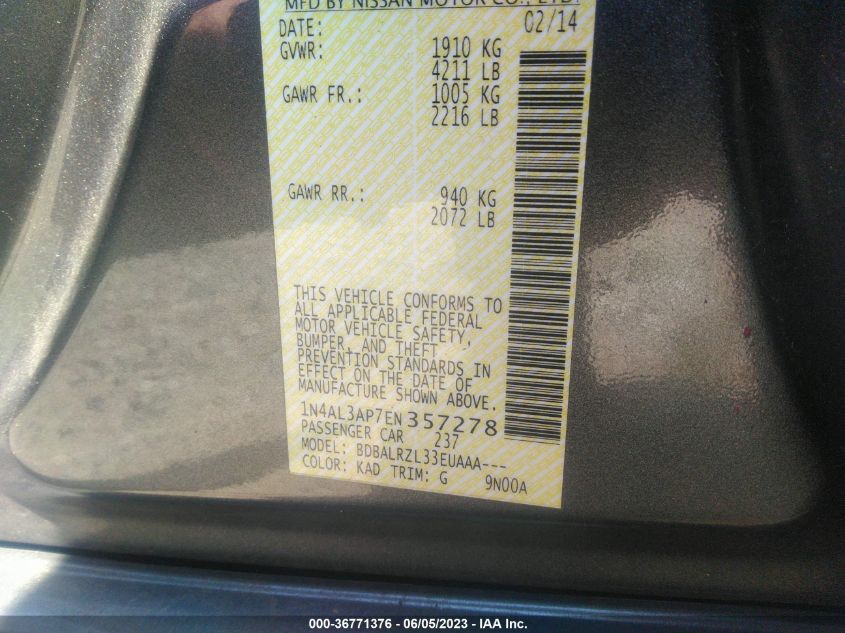 MFD BY NISSAN MOTOR CO., LTD.
DATE: 02/14
GVWR: 1910 KG
4211 LB
GAWR FR.: 1005 KG
2216 LB
GAWR RR.: 940 KG
2072 LB
THIS VEHICLE CONFORMS TO
ALL APPLICABLE FEDERAL
MOTOR VEHICLE SAFETY,
BUMPER, AND THEFT
PREVENTION STANDARDS IN
EFFECT ON THE DATE OF
MANUFACTURE SHOWN ABOVE.
1N4AL3AP7EN357278
PASSENGER CAR 237
MODEL: BDBALRZL33EUAAA---
COLOR: KAD TRIM: G 9N00A
000-36771376 - 06/05/2023 - IAA Inc.